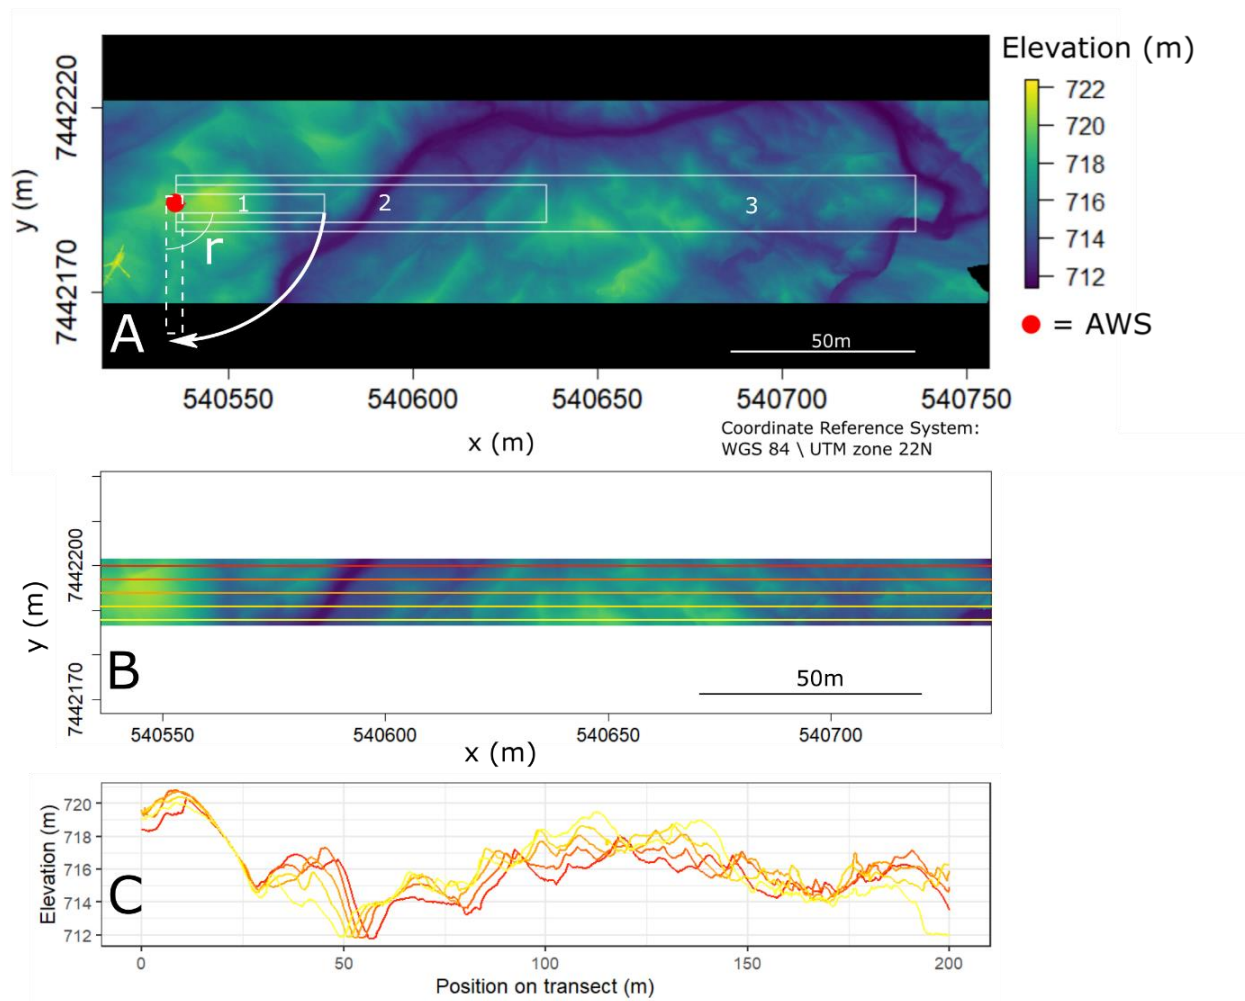 Elevation (m)
722
720
718
716
714
712
= AWS
y (m)
7442220
7442170
1
2
3
r
A
50m
540550
540600
540650
540700
540750
x (m)
Coordinate Reference System:
WGS 84 \ UTM zone 22N
y (m)
7442200
7442170
B
50m
540550
540600
540650
540700
x (m)
Elevation (m)
720
718
716
714
712
C
0
50
100
150
200
Position on transect (m)